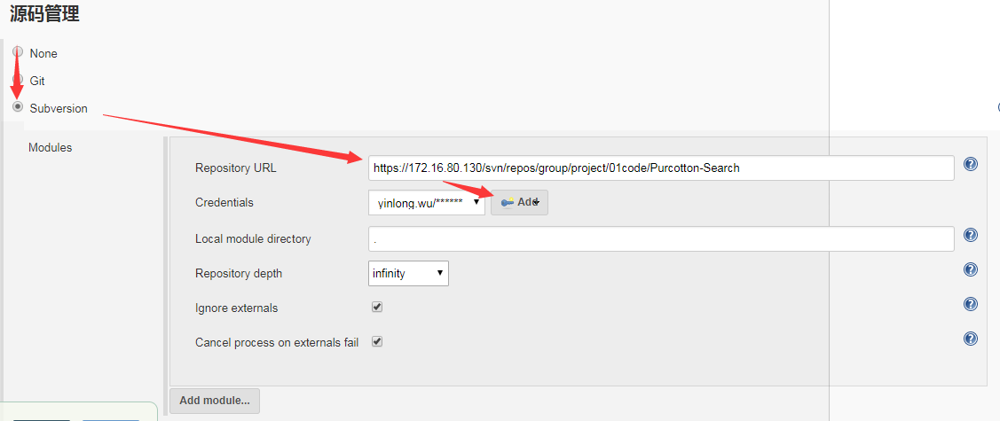 源码管理
None
Git
Subversion
Modules
Repository URL https://172.16.80.130/svn/repos/group/project/01code/Purcotton-Search
Credentials yinlong.wu/****** Add
Local module directory .
Repository depth infinity
Ignore externals
Cancel process on externals fail
Add module...